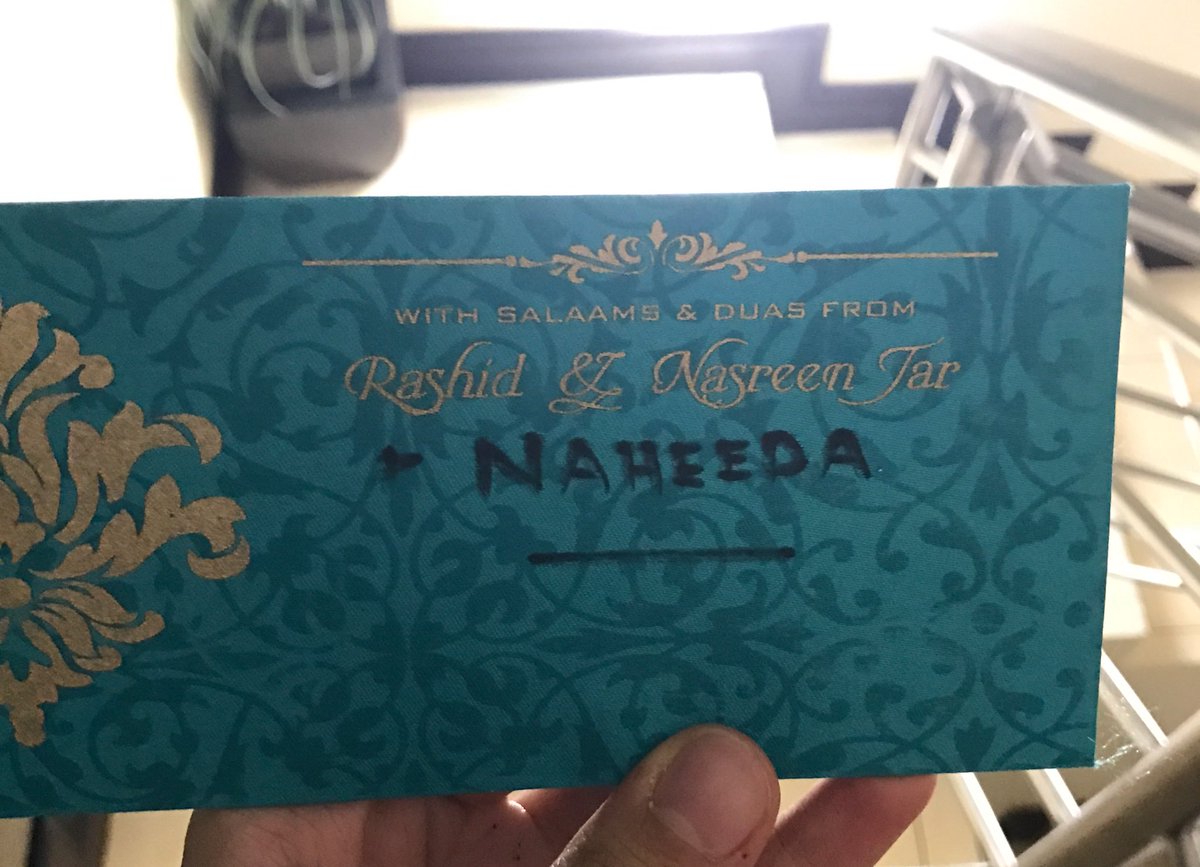 WITH SALAAMS & DUAS FROM
Rashid & Nasreen Jar
+ NAHEEDA